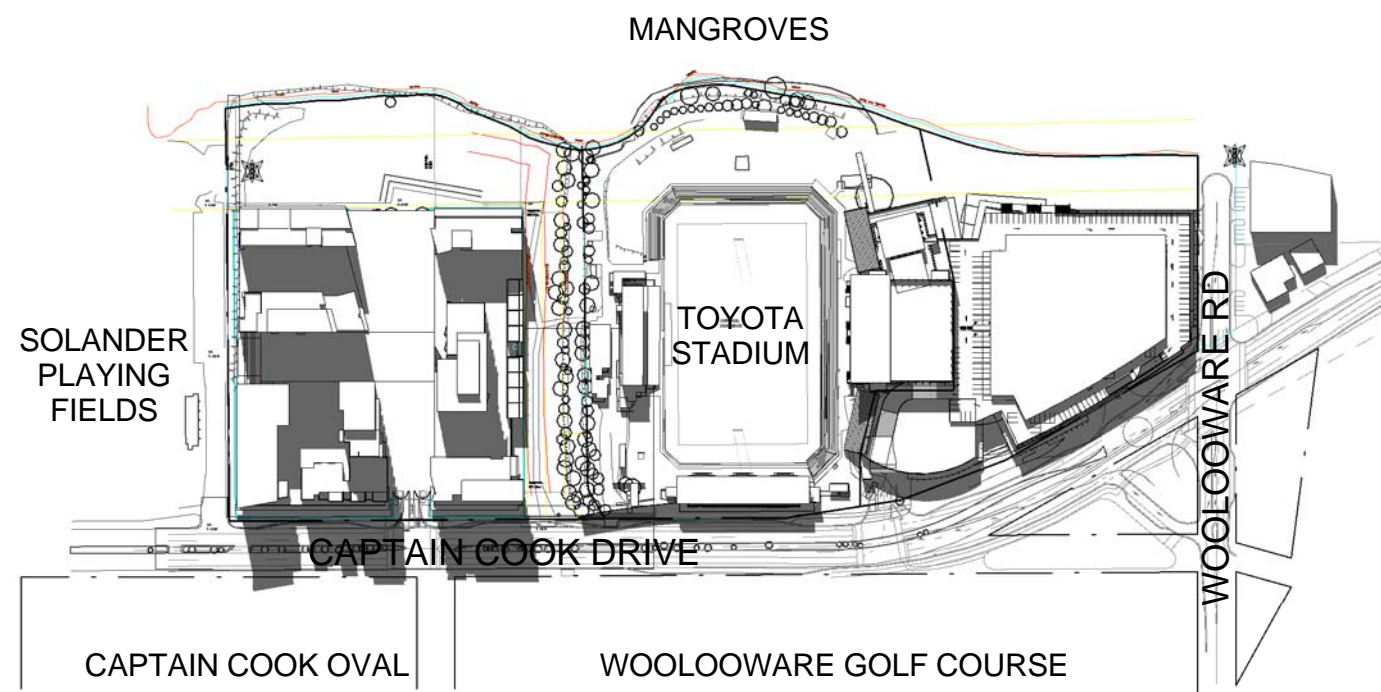 MANGROVES
SOLANDER
PLAYING
FIELDS
TOYOTA
STADIUM
WOOLOOWARE RD
CAPTAIN COOK DRIVE
CAPTAIN COOK OVAL
WOOLOOWARE GOLF COURSE